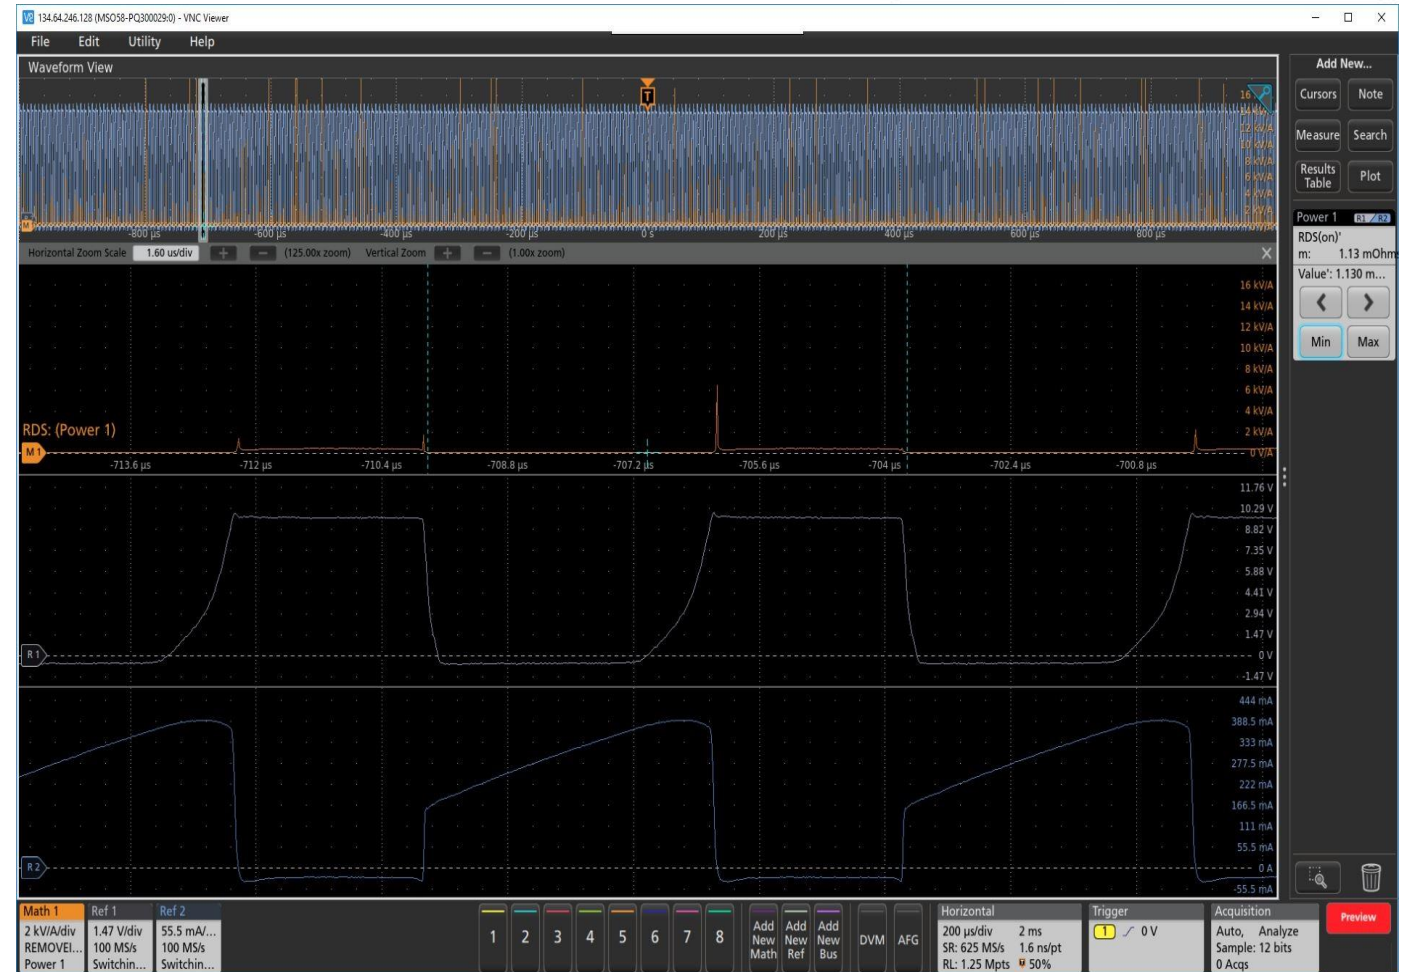 134.64.246.128 (MSO58-PQ300029:0) - VNC Viewer
File Edit Utility Help
Waveform View
Add New...
Cursors Note
Measure Search
Results Table Plot
Power 1 R1 / R2
RDS(on)'
m: 1.13 mOhm
Value': 1.130 m...
Min Max
T
16
14 kV/A
12 kV/A
10 kV/A
8 kV/A
6 kV/A
4 kV/A
2 kV/A
M
-800 µs -600 µs -400 µs -200 µs 0 s 200 µs 400 µs 600 µs 800 µs
Horizontal Zoom Scale 1.60 us/div + - (125.00x zoom) Vertical Zoom + - (1.00x zoom) X
16 kV/A
14 kV/A
12 kV/A
10 kV/A
8 kV/A
6 kV/A
4 kV/A
RDS: (Power 1) 2 kV/A
M 1 0 V/A
-713.6 µs -712 µs -710.4 µs -708.8 µs -707.2 µs -705.6 µs -704 µs -702.4 µs -700.8 µs
11.76 V
10.29 V
8.82 V
7.35 V
5.88 V
4.41 V
2.94 V
1.47 V
R 1 0 V
-1.47 V
444 mA
388.5 mA
333 mA
277.5 mA
222 mA
166.5 mA
111 mA
55.5 mA
R 2 0 A
-55.5 mA
Math 1
2 kV/A/div
REMOVEI...
Power 1
Ref 1
1.47 V/div
100 MS/s
Switchin...
Ref 2
55.5 mA/...
100 MS/s
Switchin...
1 2 3 4 5 6 7 8
Add New Math
Add New Ref
Add New Bus
DVM AFG
Horizontal
200 µs/div 2 ms
SR: 625 MS/s 1.6 ns/pt
RL: 1.25 Mpts 50%
Trigger
1 0 V
Acquisition
Auto, Analyze
Sample: 12 bits
0 Acqs
Preview